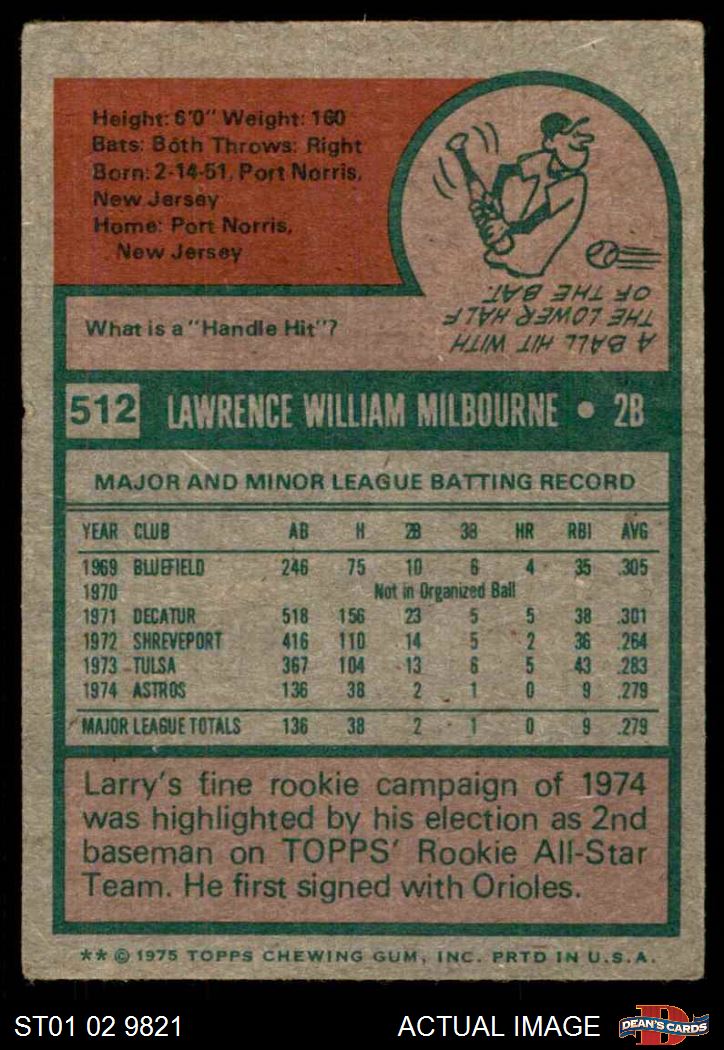 Height: 6'0" Weight: 160
Bats: Both Throws: Right
Born: 2-14-51, Port Norris,
New Jersey
Home: Port Norris,
New Jersey
What is a "Handle Hit"?
A BALL HIT WITH
THE LOWER HALF
OF THE BAT.
512 LAWRENCE WILLIAM MILBOURNE • 2B
MAJOR AND MINOR LEAGUE BATTING RECORD
YEAR CLUB AB H 2B 3B HR RBI AVG
1969 BLUEFIELD 246 75 10 6 4 35 .305
1970 Not in Organized Ball
1971 DECATUR 518 156 23 5 5 38 .301
1972 SHREVEPORT 416 110 14 5 2 36 .264
1973 TULSA 367 104 13 6 5 43 .283
1974 ASTROS 136 38 2 1 0 9 .279
MAJOR LEAGUE TOTALS 136 38 2 1 0 9 .279
Larry's fine rookie campaign of 1974
was highlighted by his election as 2nd
baseman on TOPPS' Rookie All-Star
Team. He first signed with Orioles.
** © 1975 TOPPS CHEWING GUM, INC. PRTD IN U.S.A.
ST01 02 9821 ACTUAL IMAGE D DEAN'S CARDS